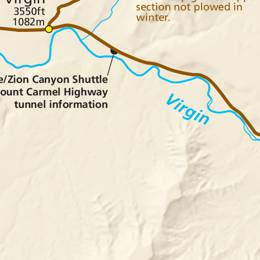 Virgin
3550ft
1082m
section not plowed in
winter.
e/Zion Canyon Shuttle
ount Carmel Highway
tunnel information
Virgin